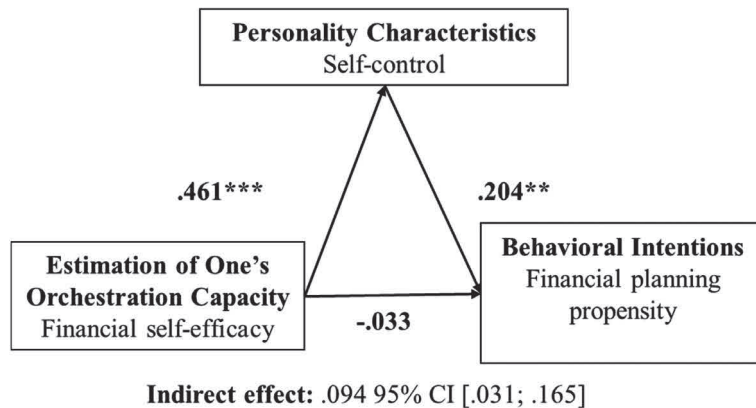 Personality Characteristics
Self-control
.461***
.204**
Estimation of One's
Orchestration Capacity
Financial self-efficacy
-.033
Behavioral Intentions
Financial planning
propensity
Indirect effect: .094 95% CI [.031; .165]